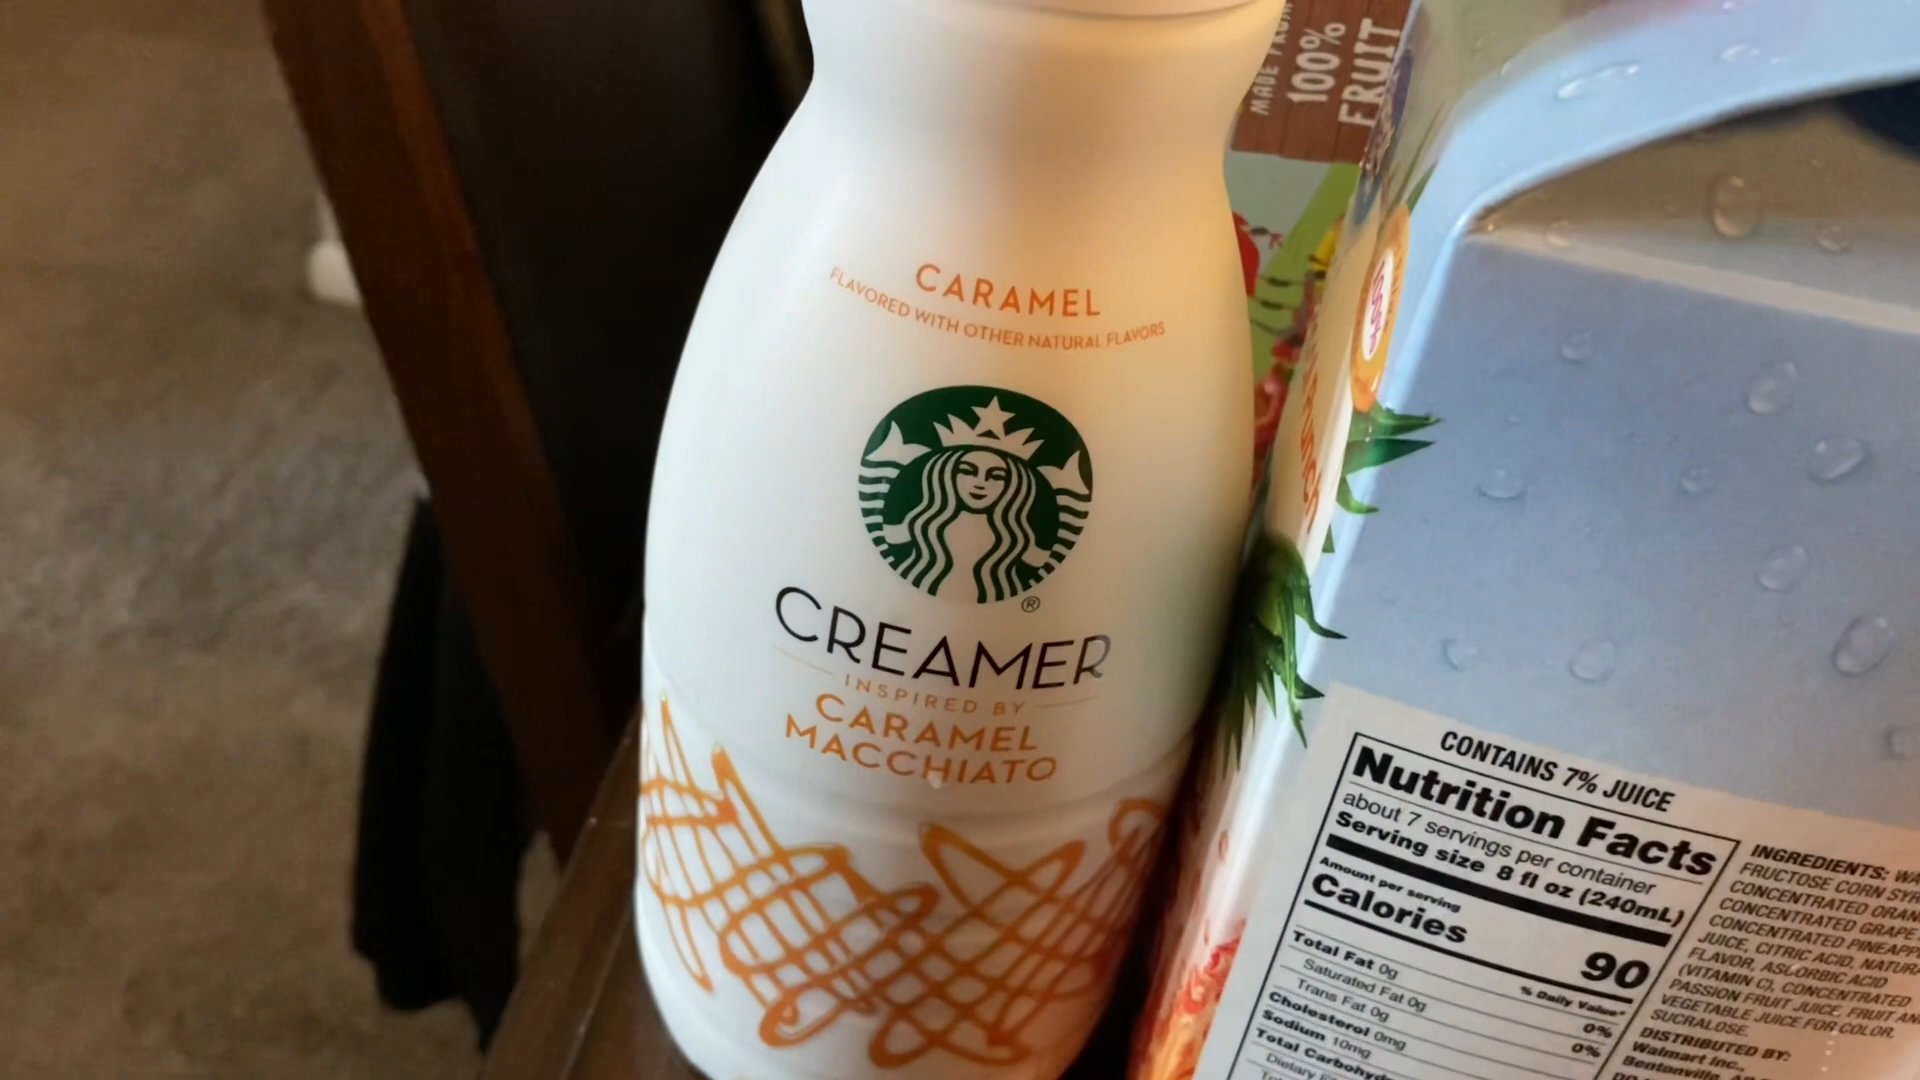 CARAMEL
FLAVORED WITH OTHER NATURAL FLAVORS
CREAMER
INSPIRED BY
CARAMEL
MACCHIATO
100%
FRUIT
CONTAINS 7% JUICE
Nutrition Facts
about 7 servings per container
Serving size 8 fl oz (240mL)
Amount per serving
Calories 90
% Daily Value*
Total Fat 0g 0%
Saturated Fat 0g 0%
Trans Fat 0g
Cholesterol 0mg
Sodium 10mg
Total
INGREDIENTS:
FRUCTOSE CORN
CONCENTRATED
CONCENTRATED GRAPE
CONCENTRATED
JUICE, CITRIC ACID,
FLAVOR, ASCORBIC ACID
(VITAMIN C), CONCENTRATED
PASSION FRUIT JUICE, FRUIT
VEGETABLE JUICE FOR COLOR,
SUCRALOSE.
DISTRIBUTED BY:
Walmart Inc.,